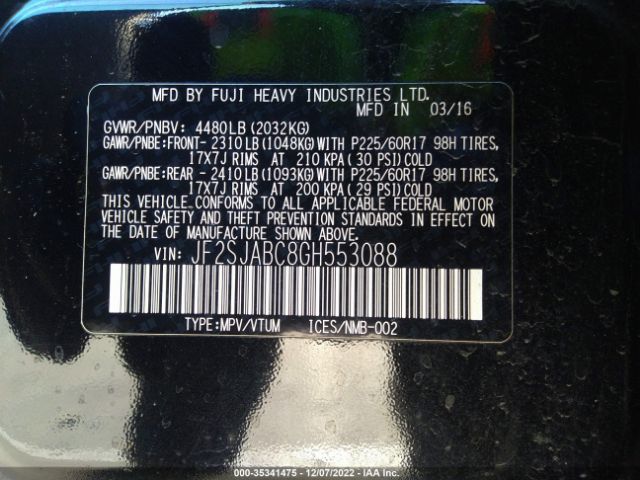 MFD BY FUJI HEAVY INDUSTRIES LTD.
MFD IN 03/16
GVWR/PNBV: 4480LB (2032KG)
GAWR/PNBE:FRONT- 2310LB (1048KG) WITH P225/60R17 98H TIRES,
17X7J RIMS AT 210 KPA (30 PSI) COLD
GAWR/PNBE:REAR - 2410LB (1093KG) WITH P225/60R17 98H TIRES,
17X7J RIMS AT 200 KPA (29 PSI) COLD
THIS VEHICLE CONFORMS TO ALL APPLICABLE FEDERAL MOTOR
VEHICLE SAFETY AND THEFT PREVENTION STANDARDS IN EFFECT ON
THE DATE OF MANUFACTURE SHOWN ABOVE.
VIN: JF2SJABC8GH553088
TYPE:MPV/VTUM ICES/NMB-002
000-35341475 - 12/07/2022 - IAA Inc.